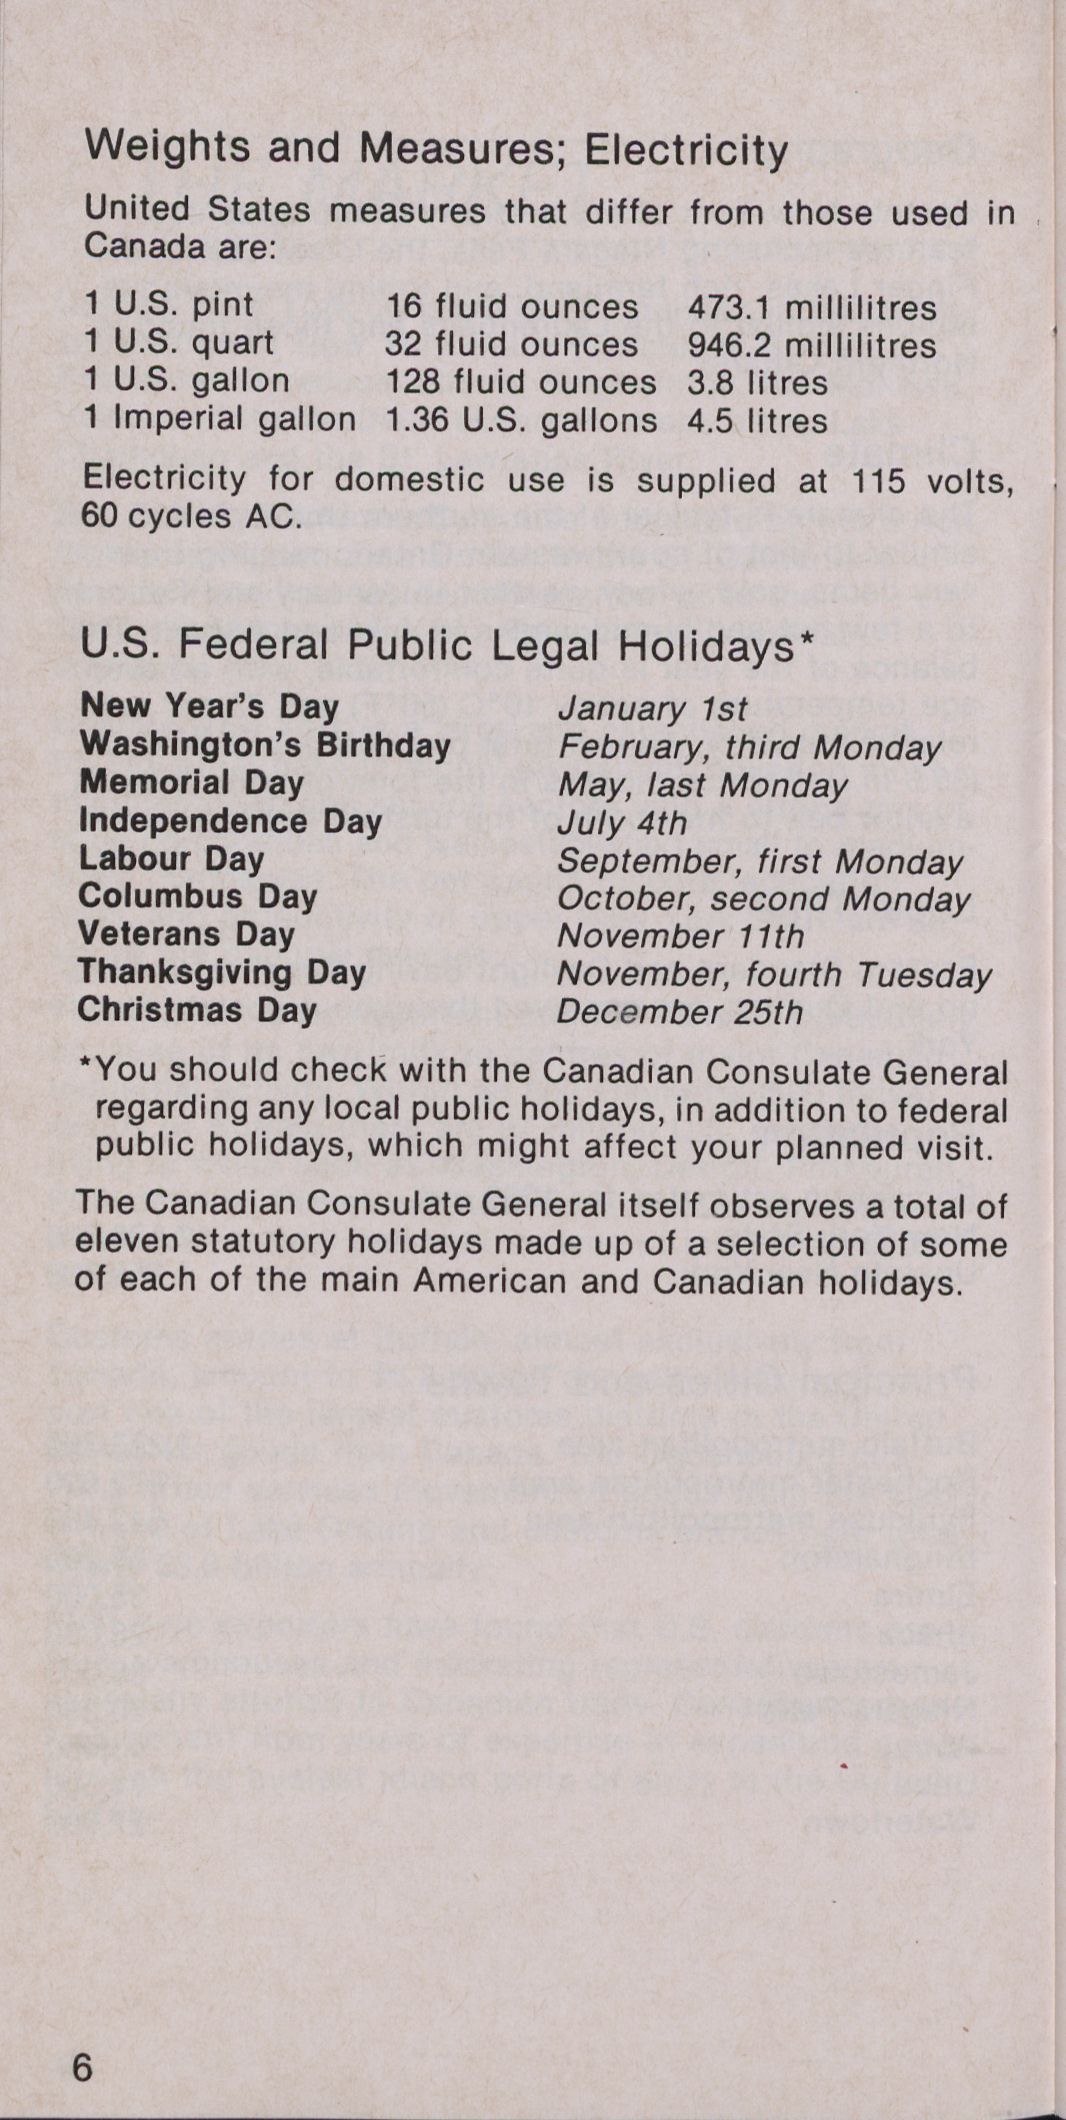 Weights and Measures; Electricity
United States measures that differ from those used in
Canada are:
1 U.S. pint 16 fluid ounces 473.1 millilitres
1 U.S. quart 32 fluid ounces 946.2 millilitres
1 U.S. gallon 128 fluid ounces 3.8 litres
1 Imperial gallon 1.36 U.S. gallons 4.5 litres
Electricity for domestic use is supplied at 115 volts,
60 cycles AC.
U.S. Federal Public Legal Holidays*
New Year's Day January 1st
Washington's Birthday February, third Monday
Memorial Day May, last Monday
Independence Day July 4th
Labour Day September, first Monday
Columbus Day October, second Monday
Veterans Day November 11th
Thanksgiving Day November, fourth Tuesday
Christmas Day December 25th
*You should check with the Canadian Consulate General
regarding any local public holidays, in addition to federal
public holidays, which might affect your planned visit.
The Canadian Consulate General itself observes a total of
eleven statutory holidays made up of a selection of some
of each of the main American and Canadian holidays.
6